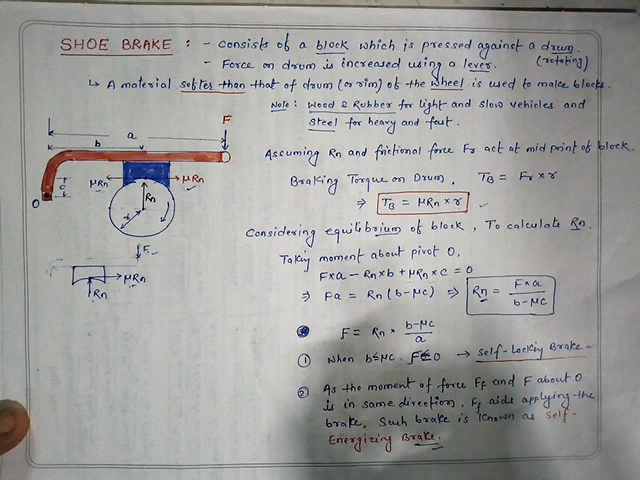 SHOE BRAKE : - Consists of a block which is pressed against a drum.
- Force on drum is increased using a lever. (rotating)
↳ A material softer than that of drum (or rim) of the wheel is used to make blocks.
Note : Wood & Rubber for light and slow vehicles and
Steel for heavy and fast.
F
a
b
c
O
μRn
μRn
Rn
r
Assuming Rn and frictional force Fr act at mid point of block.
Braking Torque on Drum, TB = Fr × r
⇒ TB = μRn × r
Considering equilibrium of block, To calculate Rn.
F
μRn
Rn
Taking moment about pivot O,
F×a - Rn×b + μRn×c = 0
⇒ Fa = Rn (b-μc) ⇒ Rn = F×a / b-μc
F = Rn × b-μc / a
① When b≤μc. F≤0 → Self-Locking Brake
② As the moment of force Ff and F about O
is in same direction, Ff aids applying the
brake. Such brake is known as Self-
Energizing Brake.